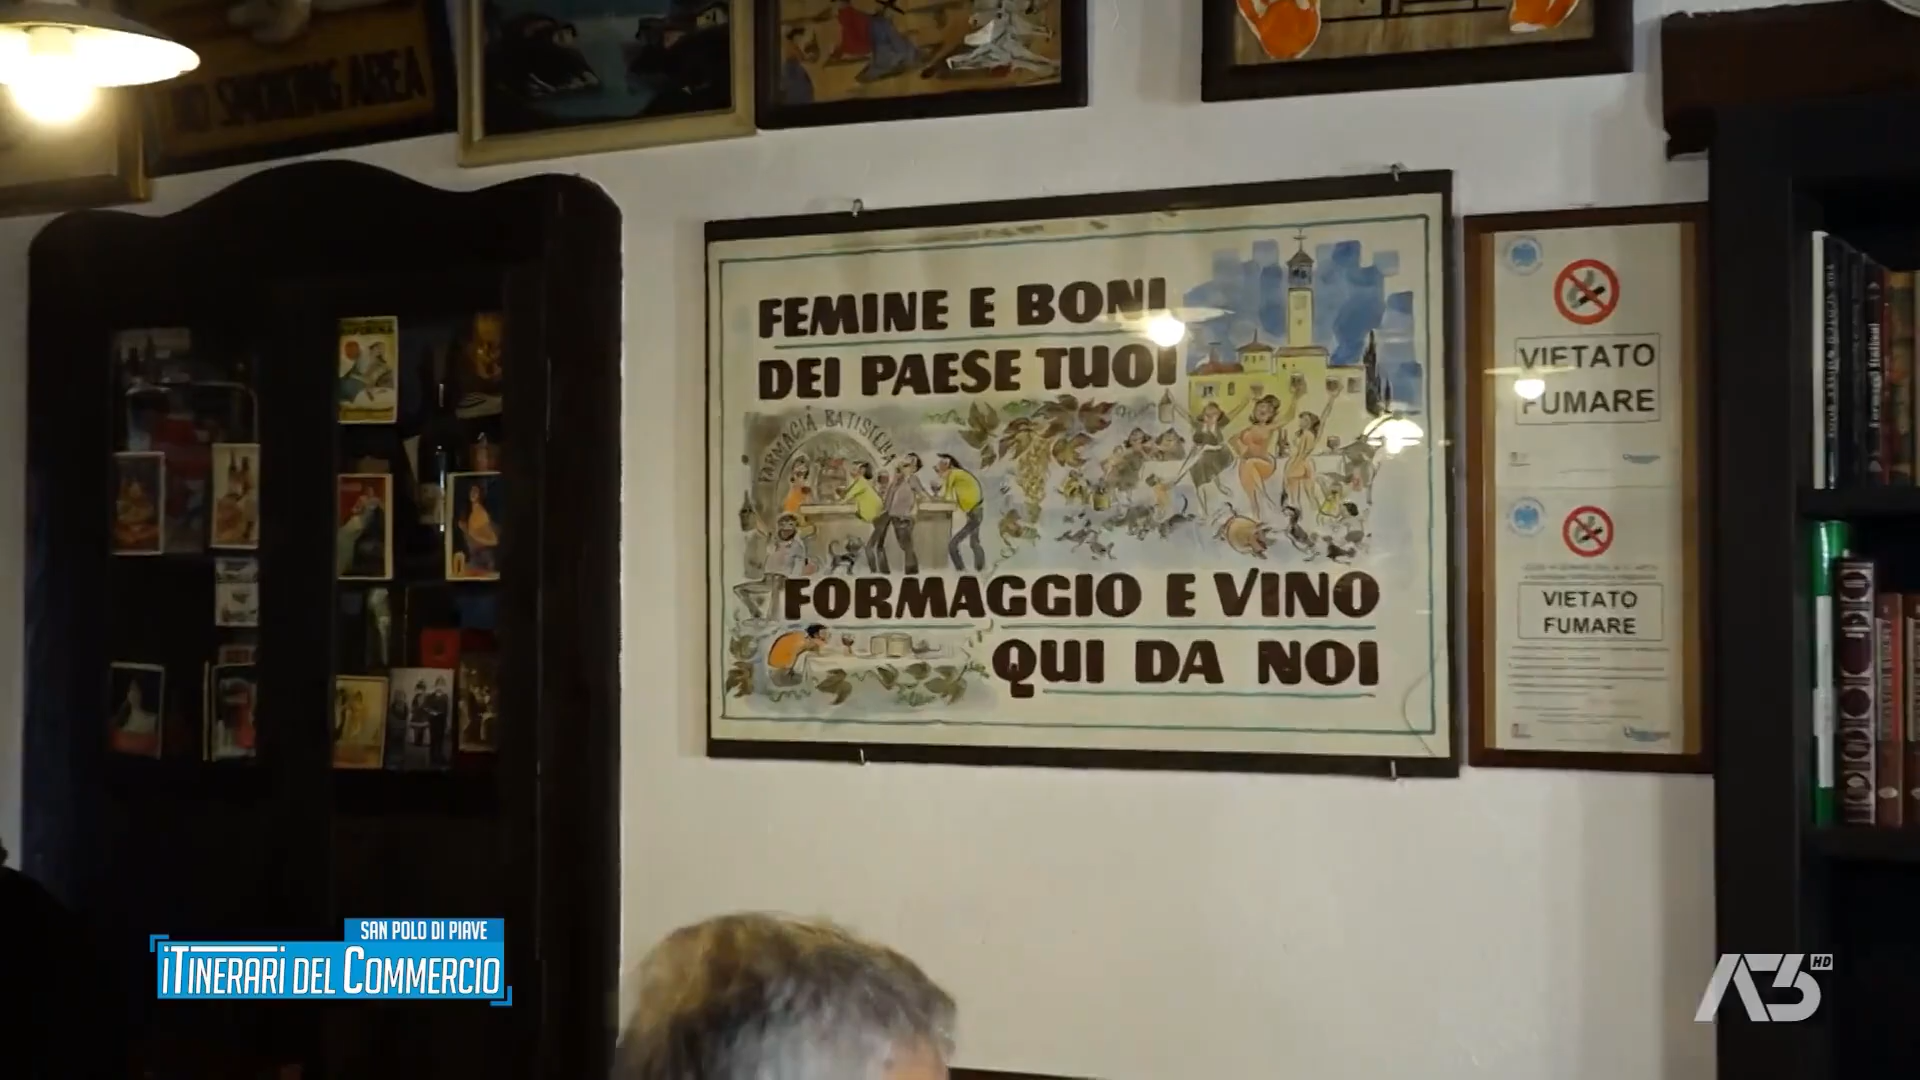 NO SMOKING AREA
FEMINE E BONI
DEI PAESE TUOI
FARMACIA BATISTELLA
FORMAGGIO E VINO
QUI DA NOI
VIETATO
FUMARE
VIETATO
FUMARE
SAN POLO DI PIAVE
iTINERARi DEL COMMERCIO
A3 HD